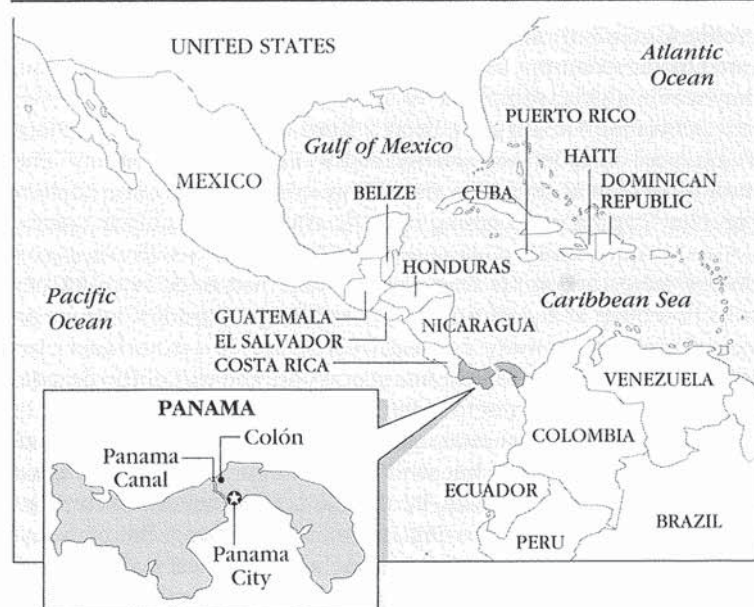 UNITED STATES
Atlantic
Ocean
PUERTO RICO
Gulf of Mexico
HAITI
MEXICO
BELIZE
CUBA
DOMINICAN
REPUBLIC
HONDURAS
Pacific
Ocean
Caribbean Sea
GUATEMALA
NICARAGUA
EL SALVADOR
COSTA RICA
VENEZUELA
PANAMA
Colón
COLOMBIA
Panama
Canal
ECUADOR
BRAZIL
Panama
City
PERU